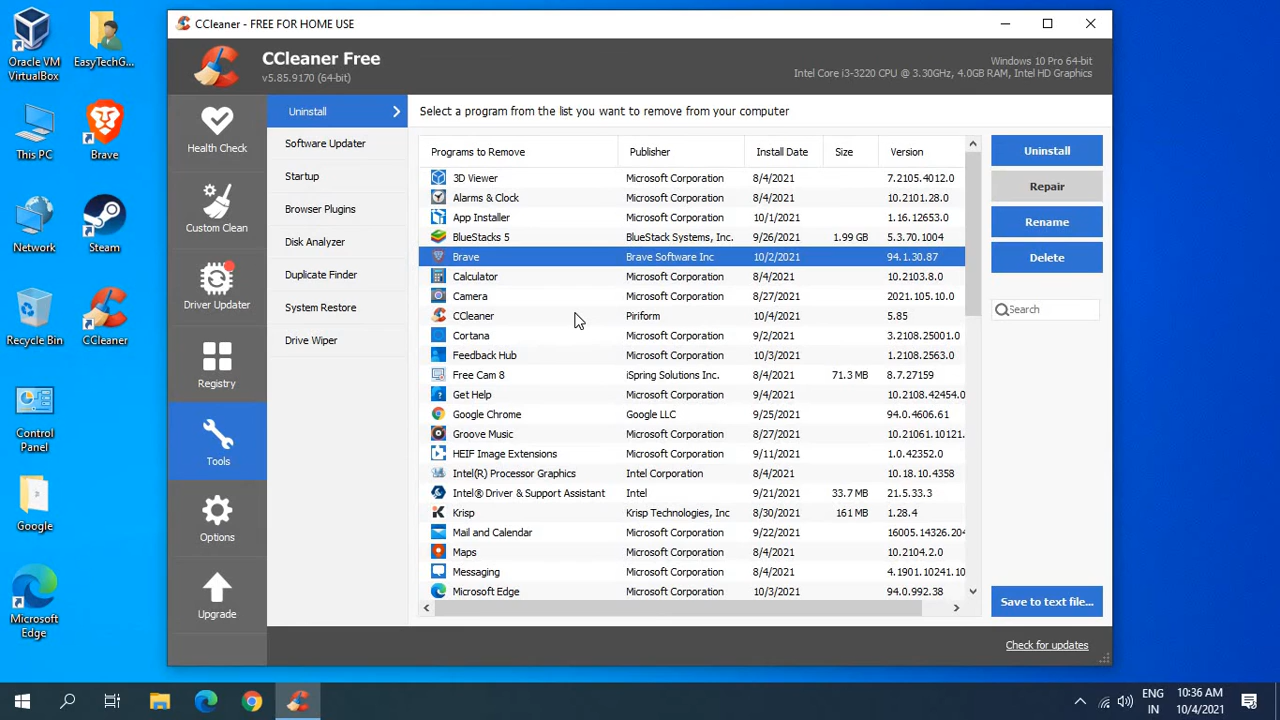 CCleaner - FREE FOR HOME USE
CCleaner Free
v5.85.9170 (64-bit)
Windows 10 Pro 64-bit
Intel Core i3-3220 CPU @ 3.30GHz, 4.0GB RAM, Intel HD Graphics
Oracle VM
VirtualBox
EasyTechG...
This PC
Brave
Network
Steam
Recycle Bin
CCleaner
Control
Panel
Google
Microsoft
Edge
Health Check
Custom Clean
Driver Updater
Registry
Tools
Options
Upgrade
Uninstall
Software Updater
Startup
Browser Plugins
Disk Analyzer
Duplicate Finder
System Restore
Drive Wiper
Select a program from the list you want to remove from your computer
Programs to Remove Publisher Install Date Size Version
3D Viewer Microsoft Corporation 8/4/2021 7.2105.4012.0
Alarms & Clock Microsoft Corporation 8/4/2021 10.2101.28.0
App Installer Microsoft Corporation 10/1/2021 1.16.12653.0
BlueStacks 5 BlueStack Systems, Inc. 9/26/2021 1.99 GB 5.3.70.1004
Brave Brave Software Inc 10/2/2021 94.1.30.87
Calculator Microsoft Corporation 8/4/2021 10.2103.8.0
Camera Microsoft Corporation 8/27/2021 2021.105.10.0
CCleaner Piriform 10/4/2021 5.85
Cortana Microsoft Corporation 9/2/2021 3.2108.25001.0
Feedback Hub Microsoft Corporation 10/3/2021 1.2108.2563.0
Free Cam 8 iSpring Solutions Inc. 8/4/2021 71.3 MB 8.7.27159
Get Help Microsoft Corporation 9/4/2021 10.2108.42454.0
Google Chrome Google LLC 9/25/2021 94.0.4606.61
Groove Music Microsoft Corporation 8/27/2021 10.21061.10121.
HEIF Image Extensions Microsoft Corporation 9/11/2021 1.0.42352.0
Intel(R) Processor Graphics Intel Corporation 8/4/2021 10.18.10.4358
Intel® Driver & Support Assistant Intel 9/21/2021 33.7 MB 21.5.33.3
Krisp Krisp Technologies, Inc 8/30/2021 161 MB 1.28.4
Mail and Calendar Microsoft Corporation 9/22/2021 16005.14326.204
Maps Microsoft Corporation 8/4/2021 10.2104.2.0
Messaging Microsoft Corporation 8/4/2021 4.1901.10241.10
Microsoft Edge Microsoft Corporation 10/3/2021 94.0.992.38
Uninstall
Repair
Rename
Delete
Search
Save to text file...
Check for updates
ENG
IN
10:36 AM
10/4/2021